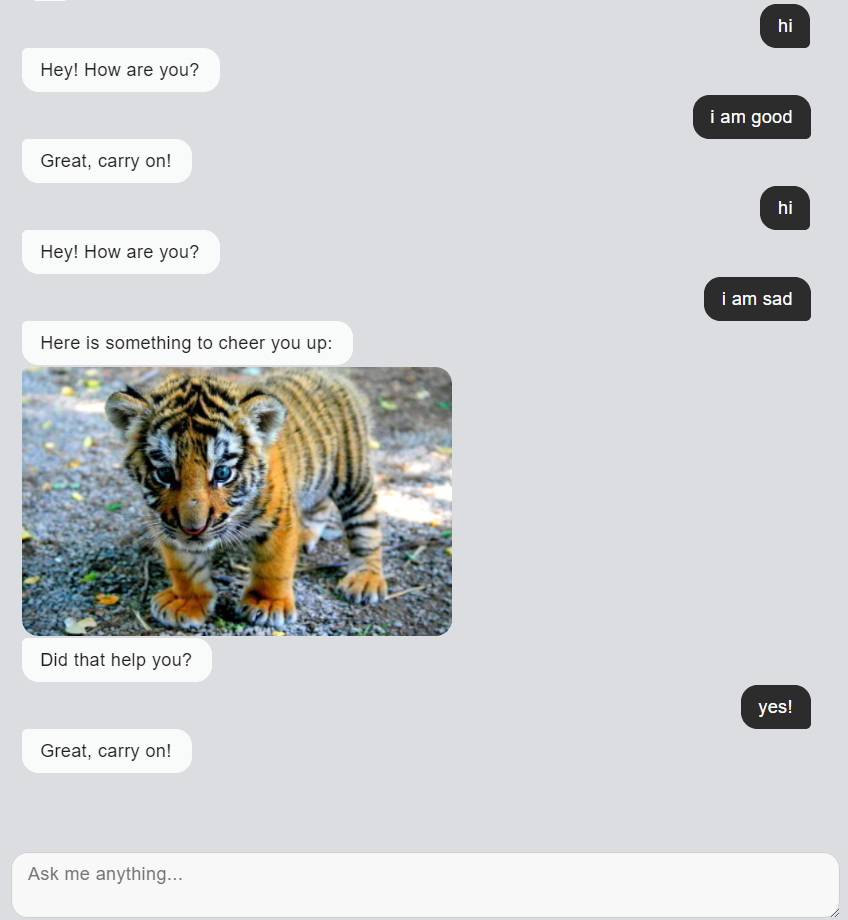 hi
Hey! How are you?
i am good
Great, carry on!
hi
Hey! How are you?
i am sad
Here is something to cheer you up:
Did that help you?
yes!
Great, carry on!
Ask me anything...